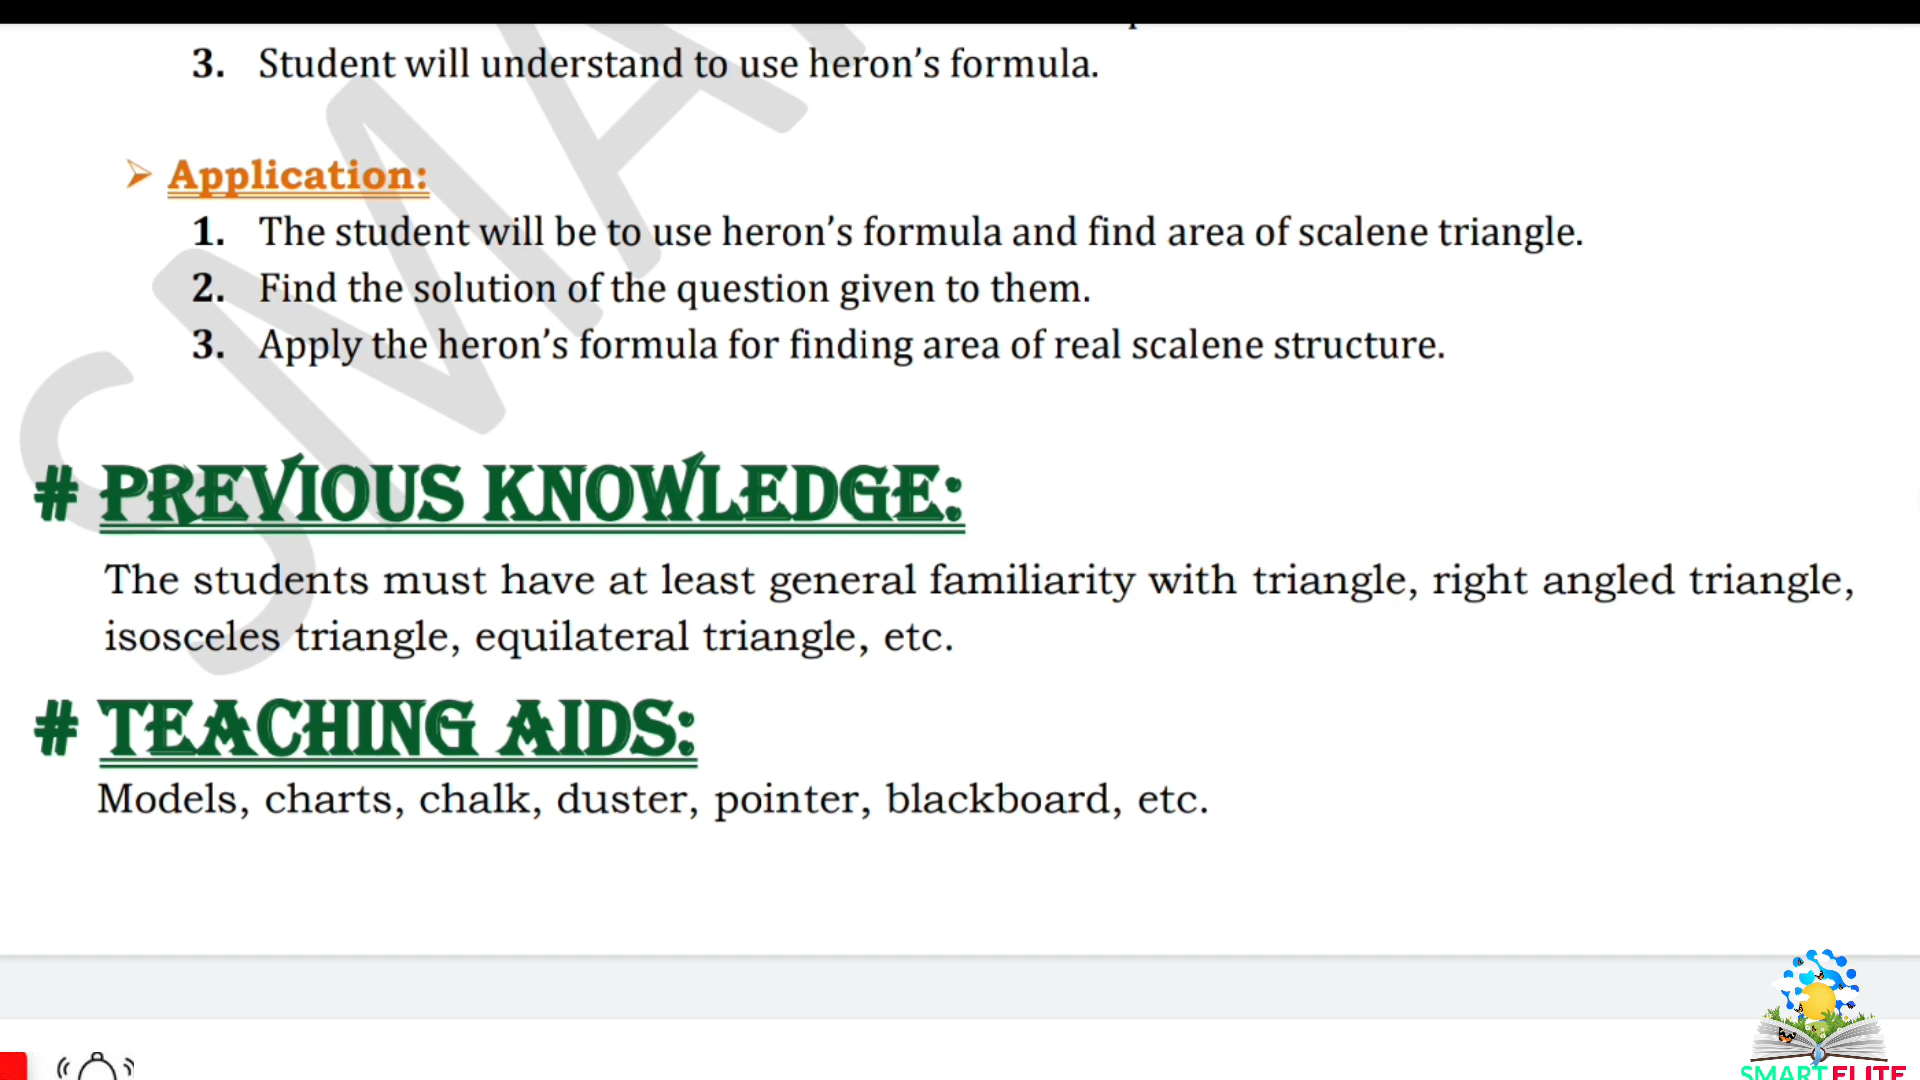 3. Student will understand to use heron’s formula.
➢ Application:
1. The student will be to use heron’s formula and find area of scalene triangle.
2. Find the solution of the question given to them.
3. Apply the heron’s formula for finding area of real scalene structure.
# PREVIOUS KNOWLEDGE:
The students must have at least general familiarity with triangle, right angled triangle,
isosceles triangle, equilateral triangle, etc.
# TEACHING AIDS:
Models, charts, chalk, duster, pointer, blackboard, etc.
SMART ELITE